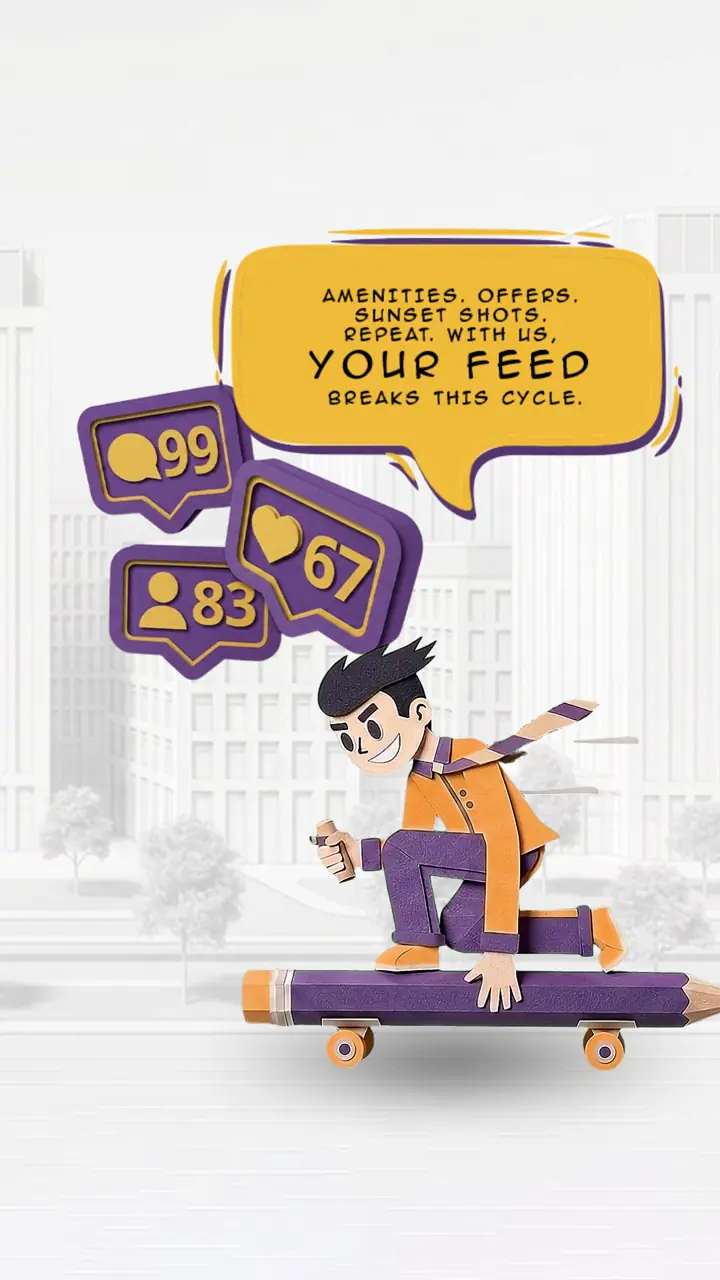 AMENITIES. OFFERS.
SUNSET SHOTS.
REPEAT. WITH US,
YOUR FEED
BREAKS THIS CYCLE.
99
67
83